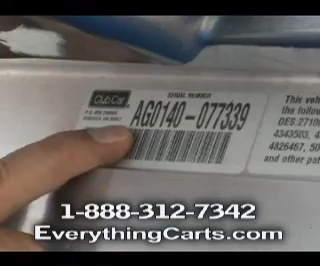 Club Car
SERIAL NUMBER
AG0140-077339
This veh
the follow
DES.27106
4343503, 4
4826467, 50
and other pat
1-888-312-7342
EverythingCarts.com